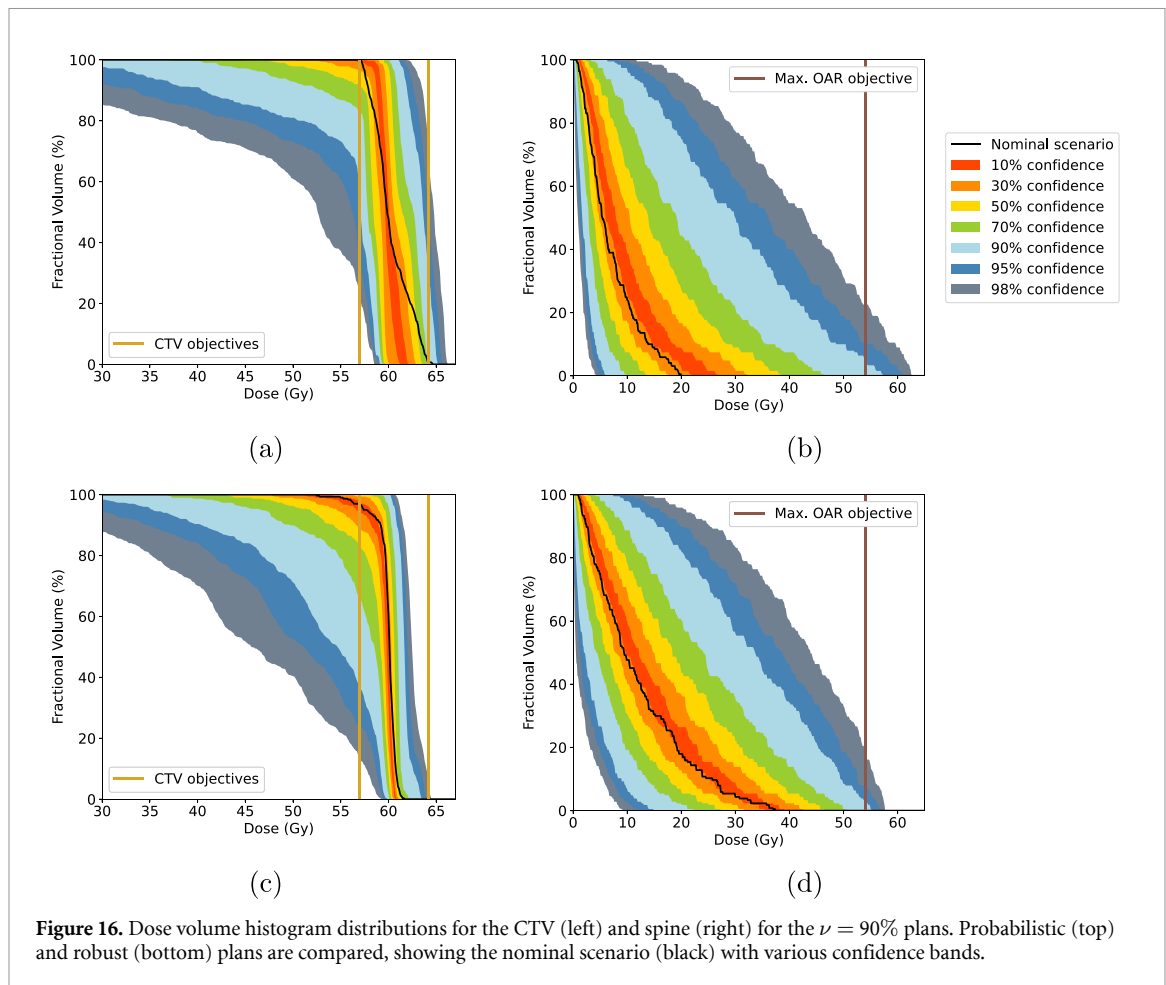 100
80
60
40
20
0
Fractional Volume (%)
CTV objectives
30 35 40 45 50 55 60 65
Dose (Gy)
(a)
100
80
60
40
20
0
Fractional Volume (%)
Max. OAR objective
0 10 20 30 40 50 60
Dose (Gy)
(b)
Nominal scenario
10% confidence
30% confidence
50% confidence
70% confidence
90% confidence
95% confidence
98% confidence
100
80
60
40
20
0
Fractional Volume (%)
CTV objectives
30 35 40 45 50 55 60 65
Dose (Gy)
(c)
100
80
60
40
20
0
Fractional Volume (%)
Max. OAR objective
0 10 20 30 40 50 60
Dose (Gy)
(d)
Figure 16. Dose volume histogram distributions for the CTV (left) and spine (right) for the ν = 90% plans. Probabilistic (top)
and robust (bottom) plans are compared, showing the nominal scenario (black) with various confidence bands.